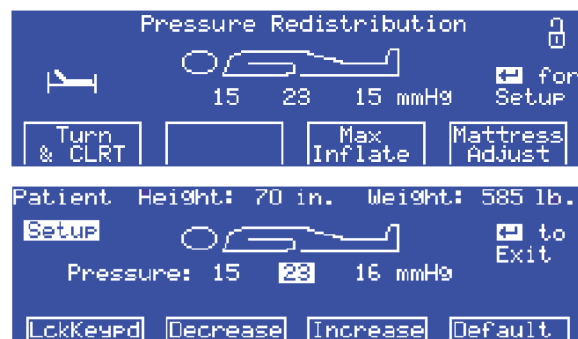 Pressure Redistribution
for
15 23 15 mmHg Setup
Turn Max Mattress
& CLRT Inflate Adjust
Patient Height: 70 in. Weight: 585 lb.
Setup to
Exit
Pressure: 15 23 16 mmHg
LckKeypd Decrease Increase Default